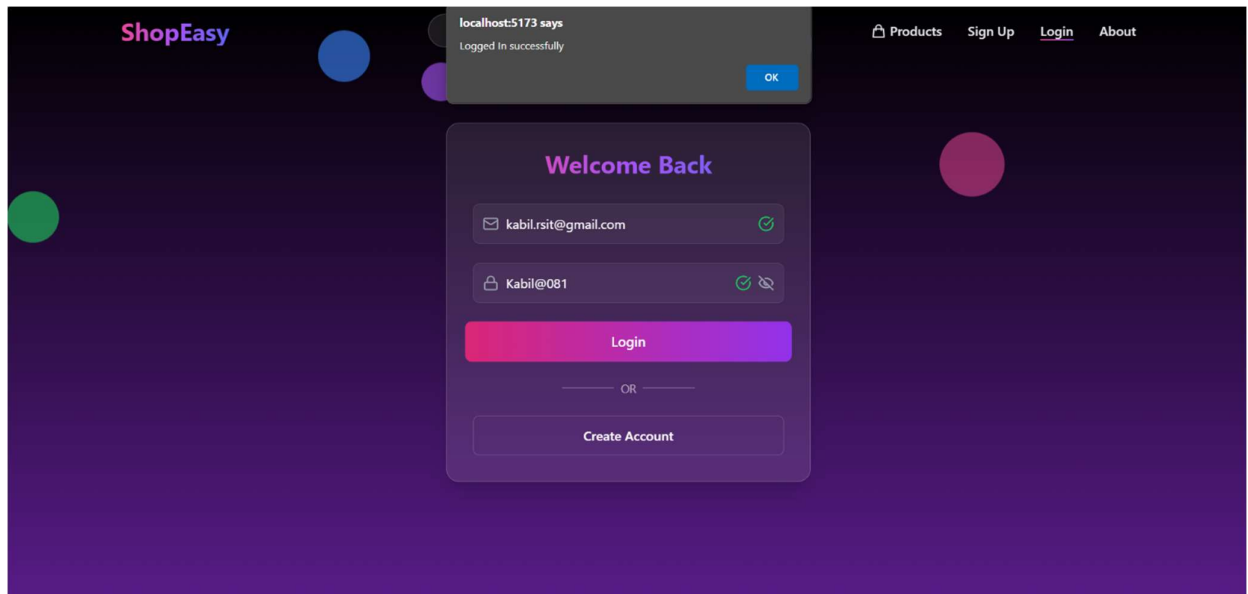 ShopEasy
localhost:5173 says
Logged In successfully
OK
Products Sign Up Login About
Welcome Back
kabil.rsit@gmail.com
Kabil@081
Login
OR
Create Account